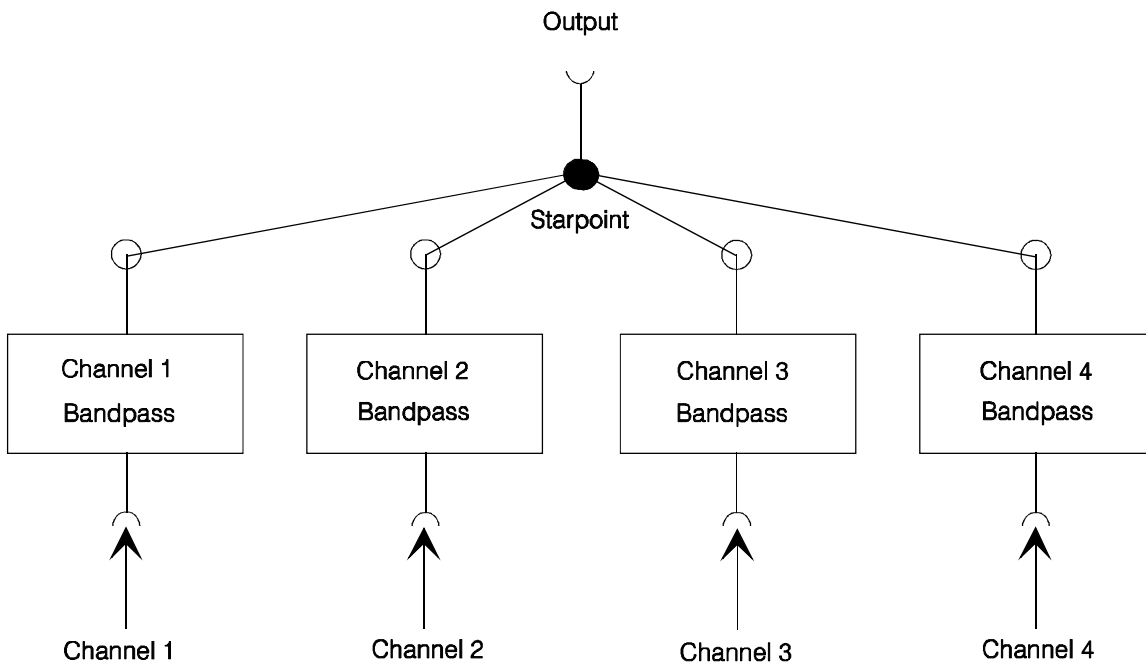 Output
Starpoint
Channel 1
Bandpass
Channel 2
Bandpass
Channel 3
Bandpass
Channel 4
Bandpass
Channel 1
Channel 2
Channel 3
Channel 4